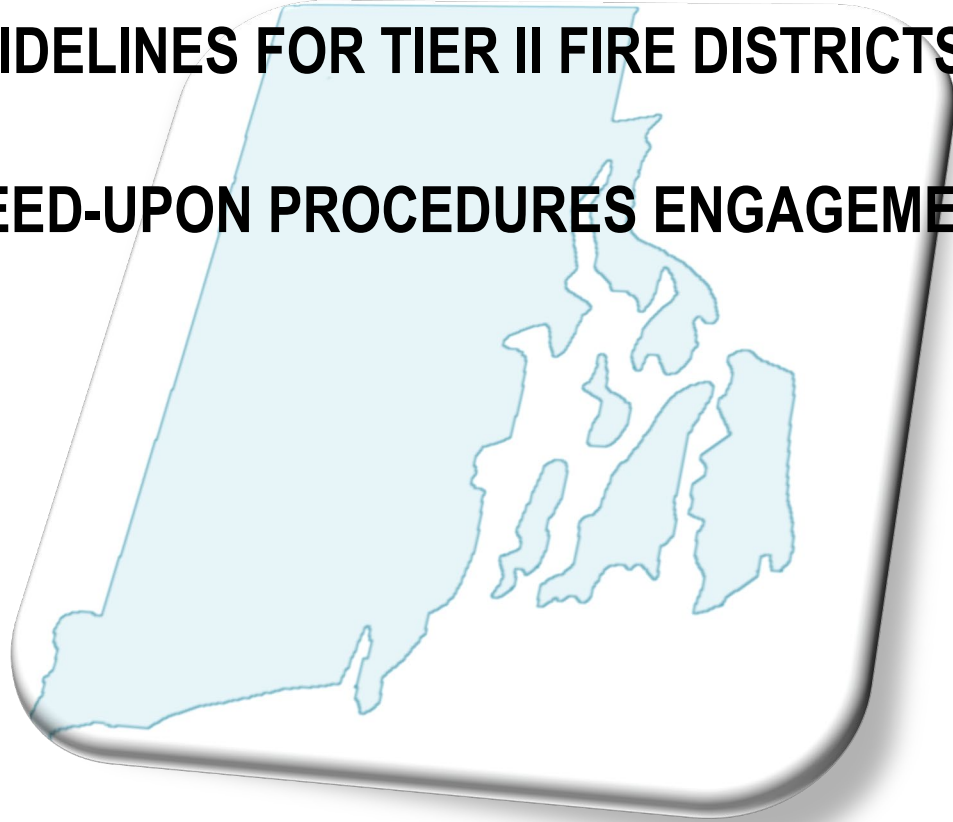 IDELINES FOR TIER II FIRE DISTRICTS
EED-UPON PROCEDURES ENGAGEME